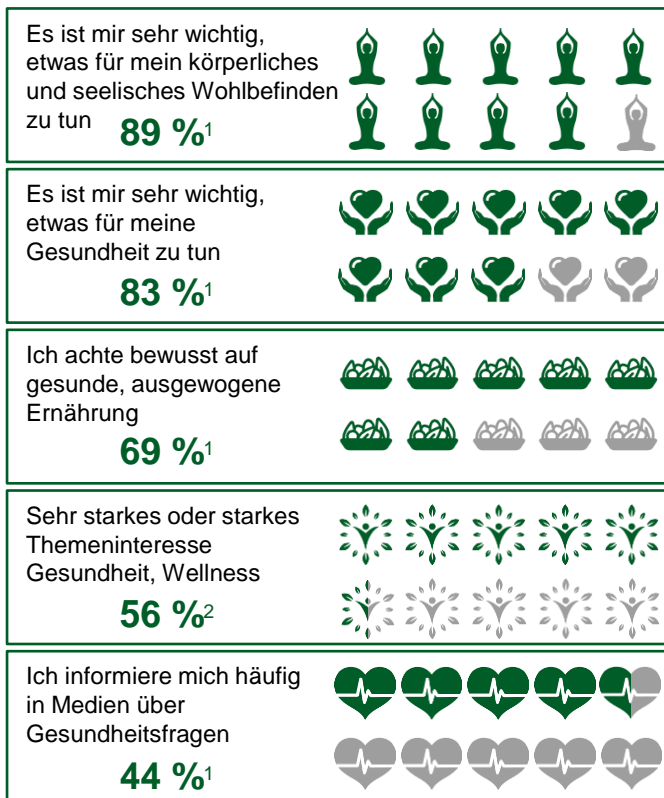 Es ist mir sehr wichtig,
etwas für mein körperliches
und seelisches Wohlbefinden
zu tun
89 %¹
Es ist mir sehr wichtig,
etwas für meine
Gesundheit zu tun
83 %¹
Ich achte bewusst auf
gesunde, ausgewogene
Ernährung
69 %¹
Sehr starkes oder starkes
Themeninteresse
Gesundheit, Wellness
56 %²
Ich informiere mich häufig
in Medien über
Gesundheitsfragen
44 %¹